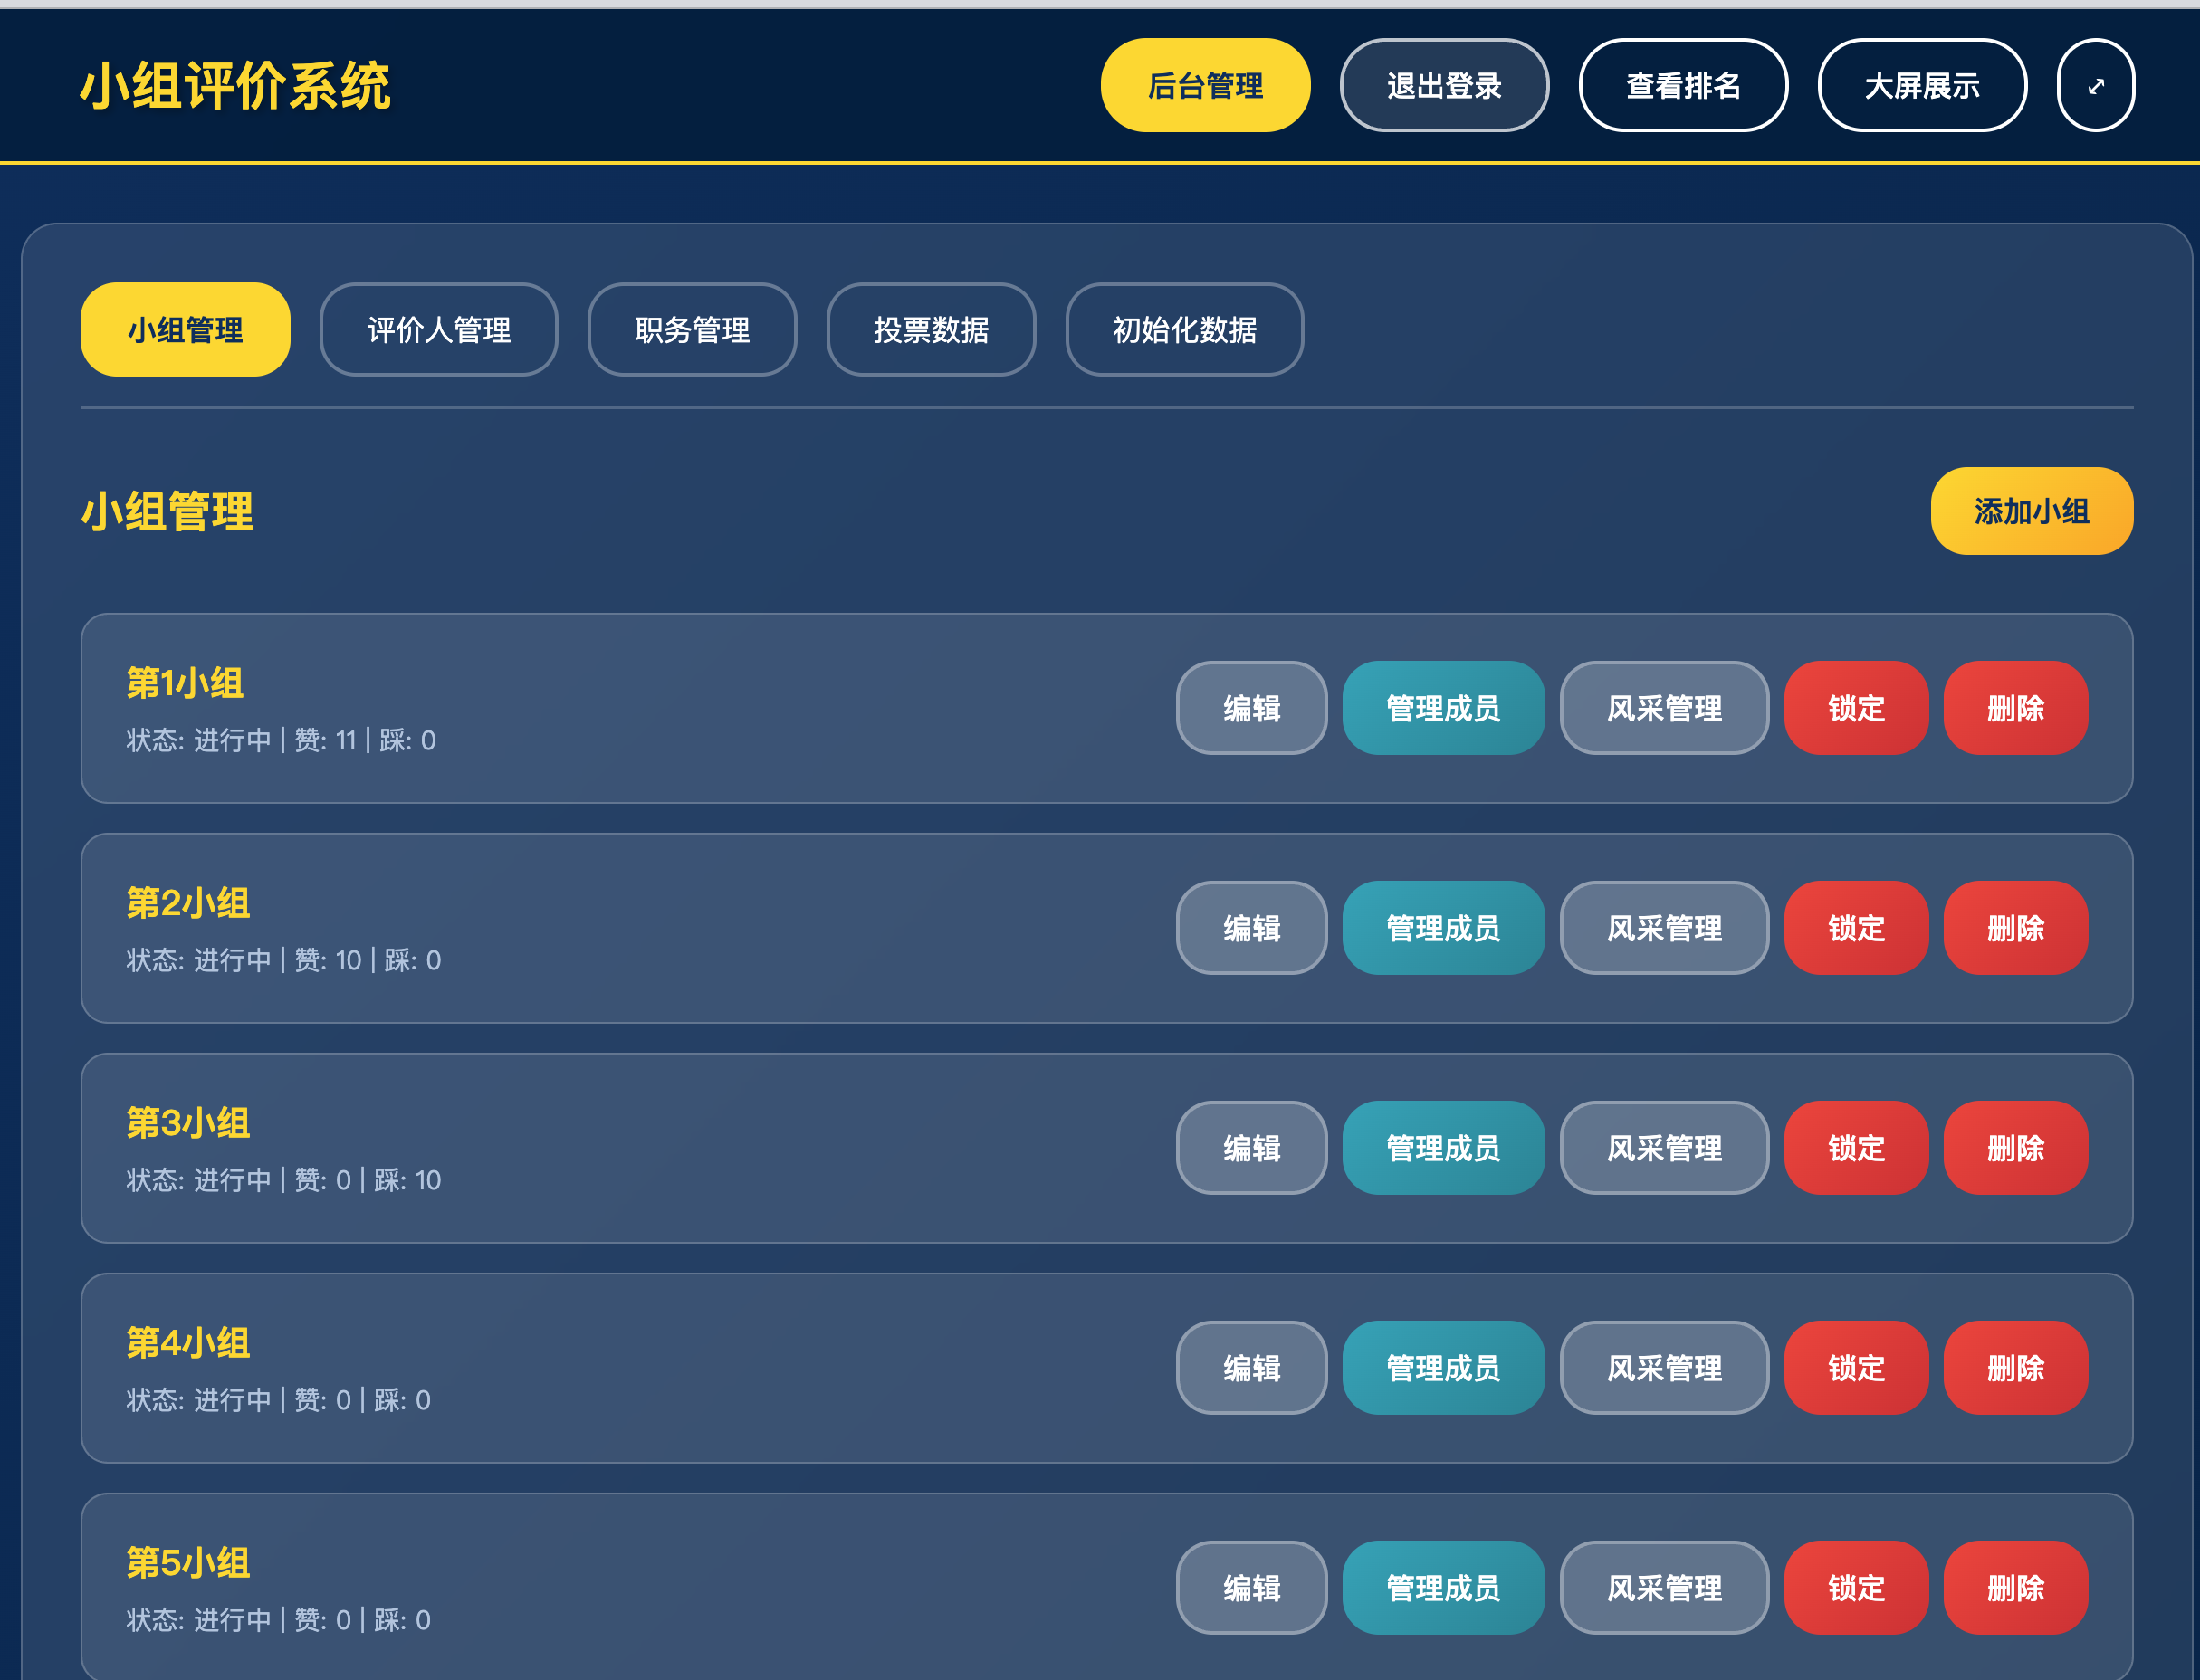 小组评价系统
后台管理 退出登录 查看排名 大屏展示 ⤢
小组管理 评价人管理 职务管理 投票数据 初始化数据
小组管理 添加小组
第1小组
状态: 进行中 | 赞: 11 | 踩: 0
编辑 管理成员 风采管理 锁定 删除
第2小组
状态: 进行中 | 赞: 10 | 踩: 0
编辑 管理成员 风采管理 锁定 删除
第3小组
状态: 进行中 | 赞: 0 | 踩: 10
编辑 管理成员 风采管理 锁定 删除
第4小组
状态: 进行中 | 赞: 0 | 踩: 0
编辑 管理成员 风采管理 锁定 删除
第5小组
状态: 进行中 | 赞: 0 | 踩: 0
编辑 管理成员 风采管理 锁定 删除